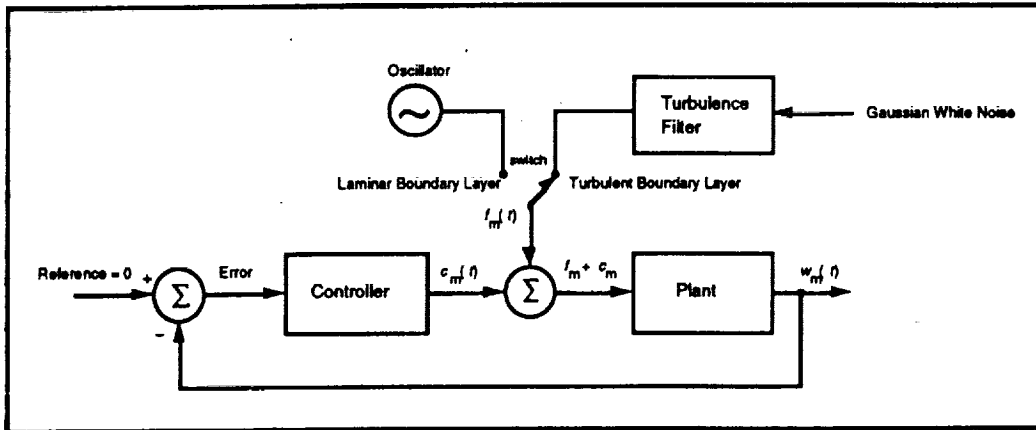 Oscillator
Turbulence
Filter
Gaussian White Noise
switch
Laminar Boundary Layer
Turbulent Boundary Layer
f_m(t)
Reference = 0
+
Σ
-
Error
Controller
c_m(t)
Σ
f_m + c_m
Plant
w_m(t)